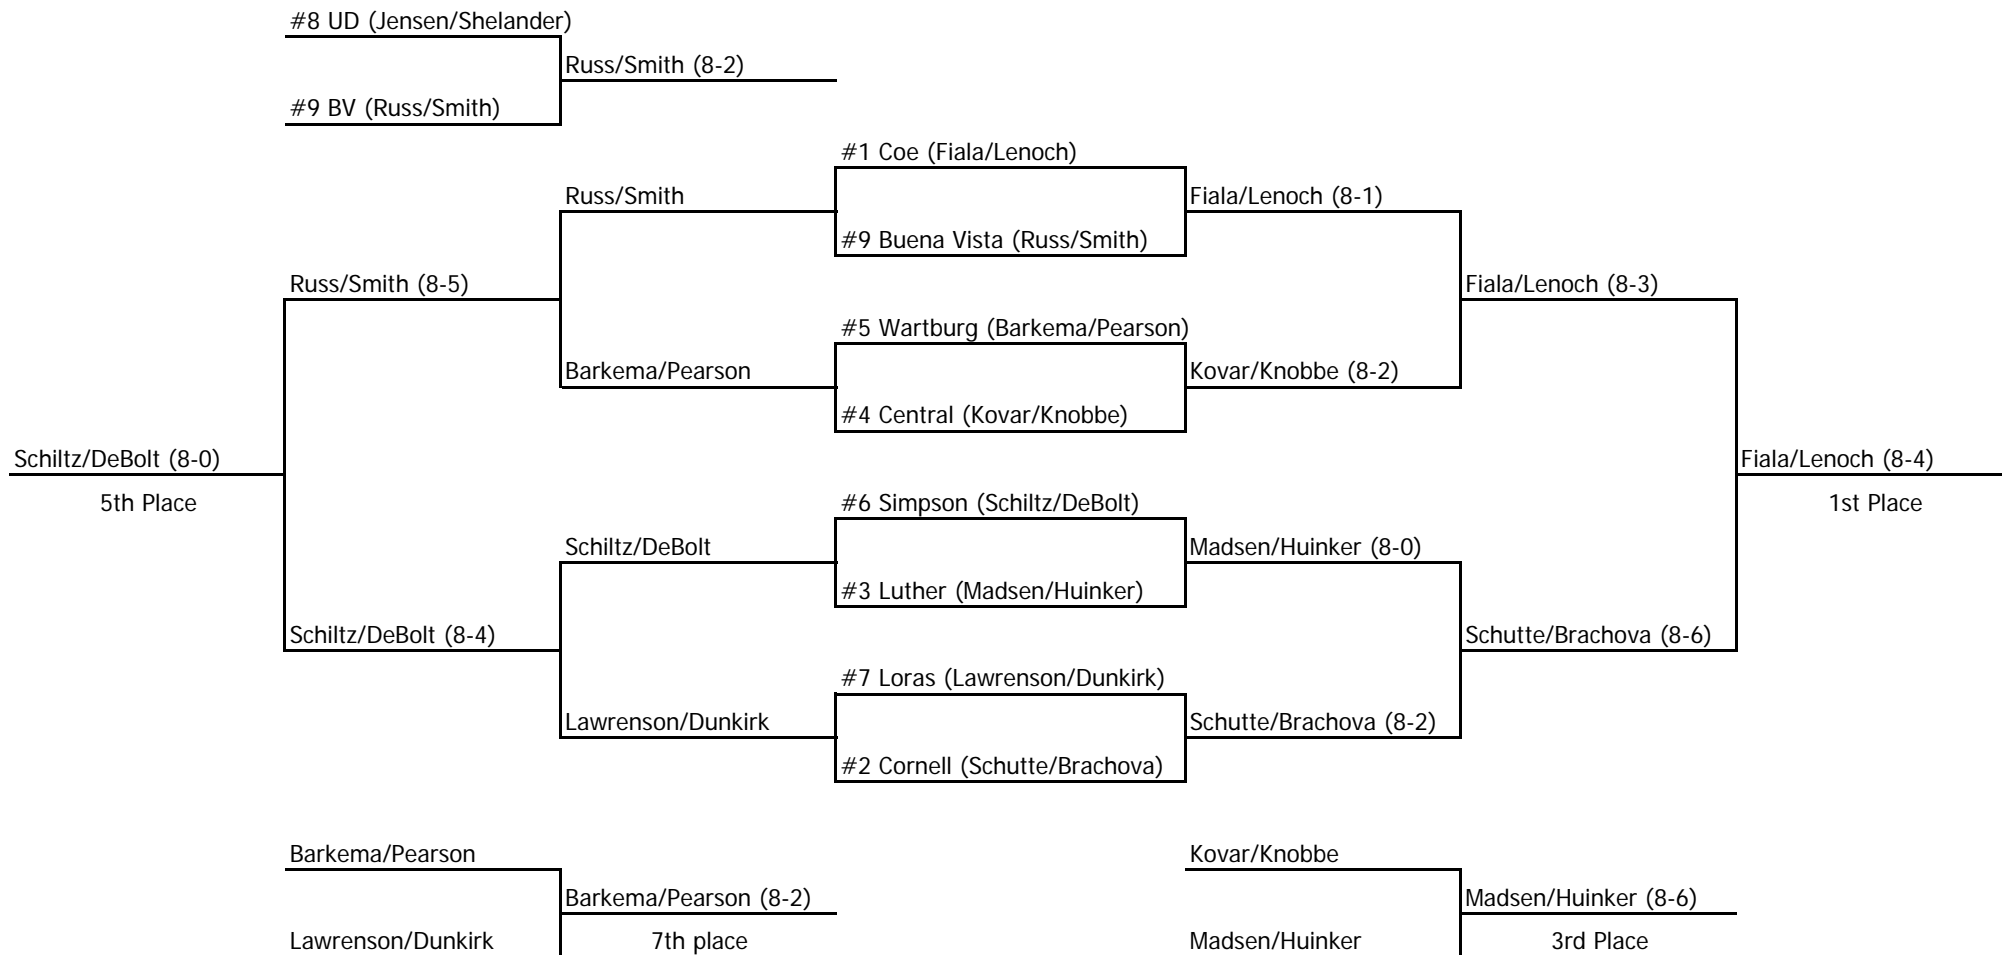 #8 UD (Jensen/Shelander)
Russ/Smith (8-2)
#9 BV (Russ/Smith)
#1 Coe (Fiala/Lenoch)
Russ/Smith
Fiala/Lenoch (8-1)
#9 Buena Vista (Russ/Smith)
Russ/Smith (8-5)
Fiala/Lenoch (8-3)
#5 Wartburg (Barkema/Pearson)
Barkema/Pearson
Kovar/Knobbe (8-2)
#4 Central (Kovar/Knobbe)
Schiltz/DeBolt (8-0)
Fiala/Lenoch (8-4)
5th Place
#6 Simpson (Schiltz/DeBolt)
1st Place
Schiltz/DeBolt
Madsen/Huinker (8-0)
#3 Luther (Madsen/Huinker)
Schiltz/DeBolt (8-4)
Schutte/Brachova (8-6)
#7 Loras (Lawrenson/Dunkirk)
Lawrenson/Dunkirk
Schutte/Brachova (8-2)
#2 Cornell (Schutte/Brachova)
Barkema/Pearson
Kovar/Knobbe
Barkema/Pearson (8-2)
Madsen/Huinker (8-6)
Lawrenson/Dunkirk
7th place
Madsen/Huinker
3rd Place